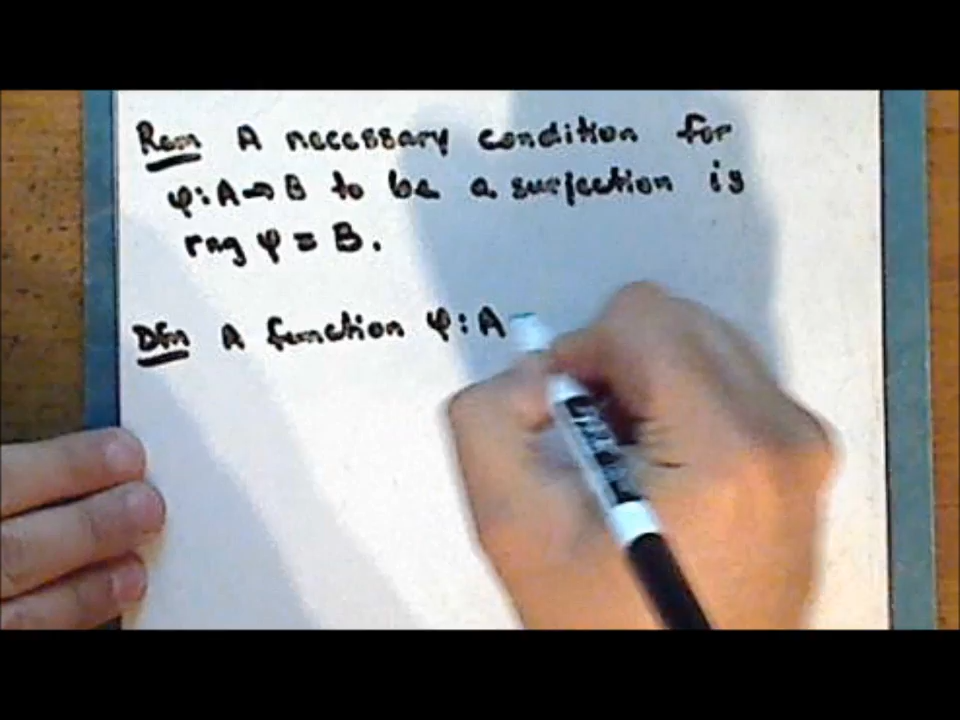 Rem A necessary condition for
φ: A → B to be a surjection is
rng φ = B.
Dfn A function φ: A